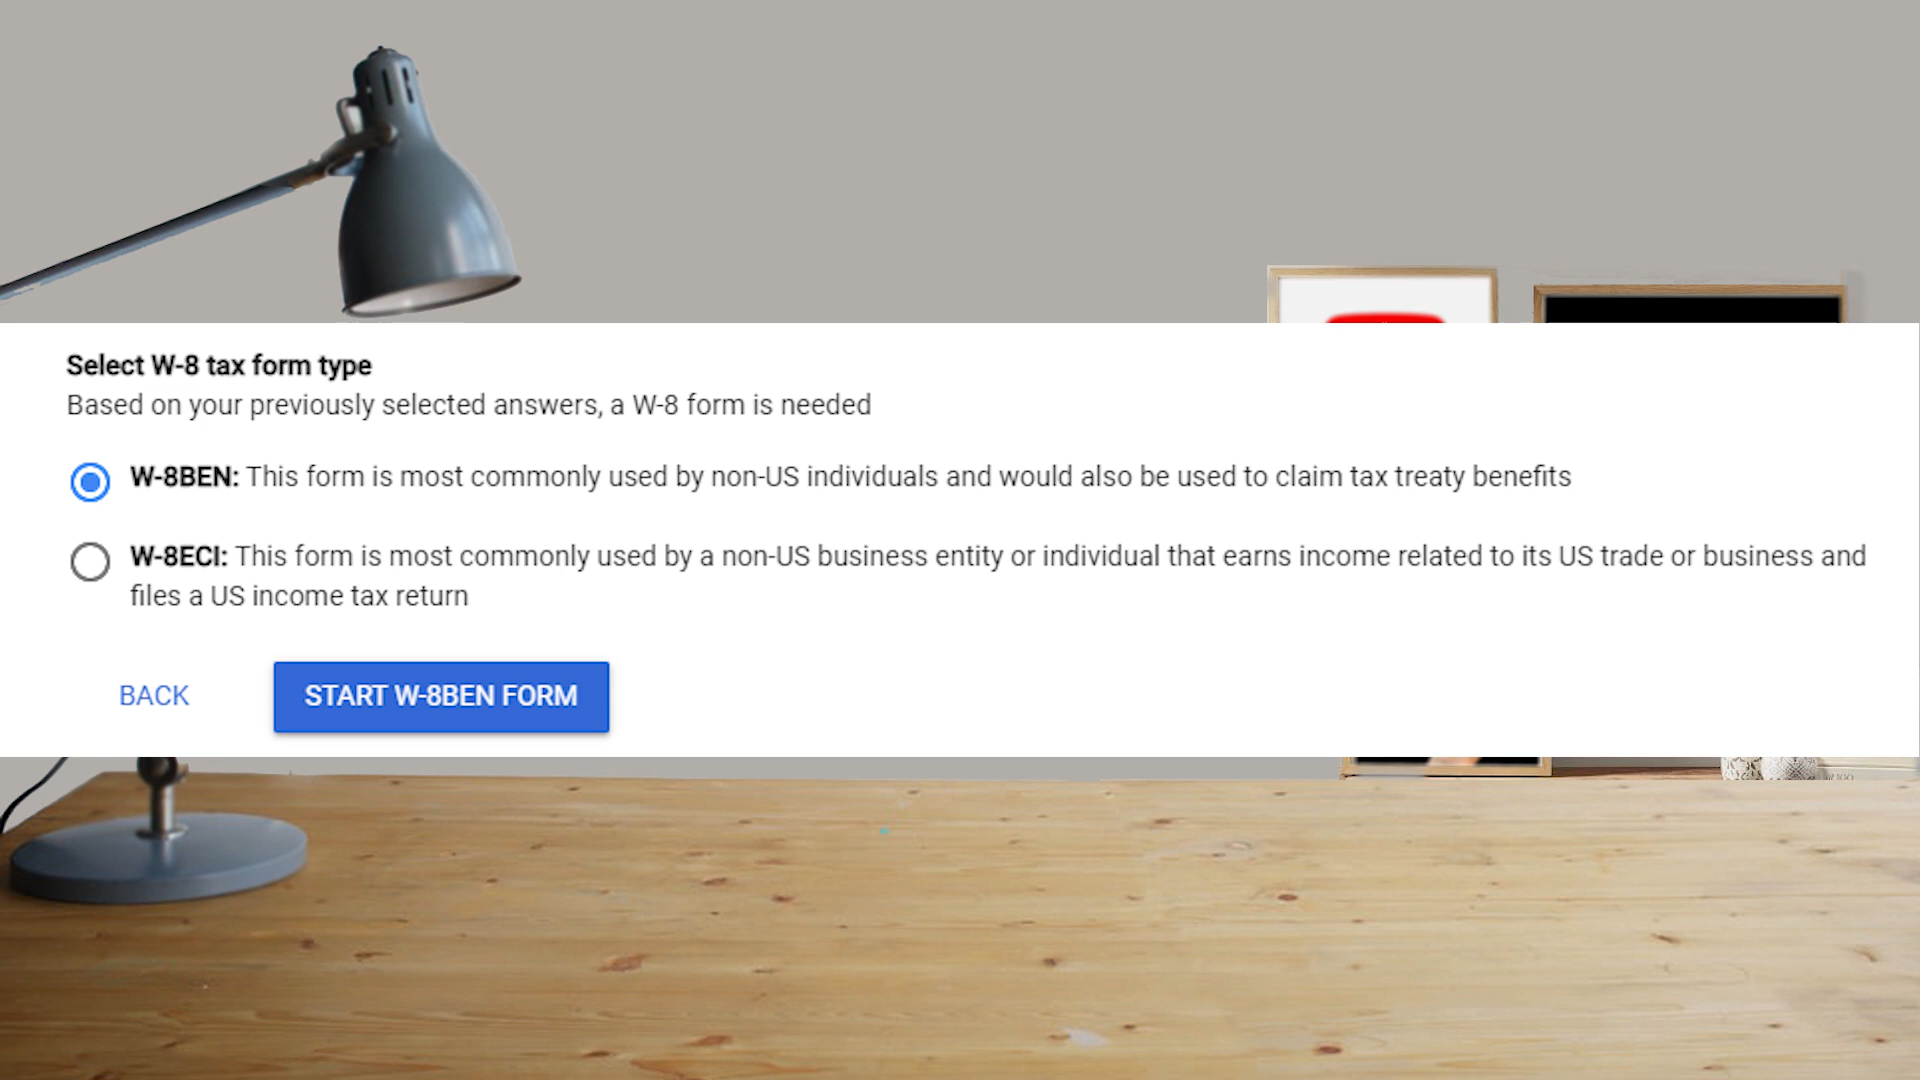 Select W-8 tax form type
Based on your previously selected answers, a W-8 form is needed
W-8BEN: This form is most commonly used by non-US individuals and would also be used to claim tax treaty benefits
W-8ECI: This form is most commonly used by a non-US business entity or individual that earns income related to its US trade or business and
files a US income tax return
BACK
START W-8BEN FORM